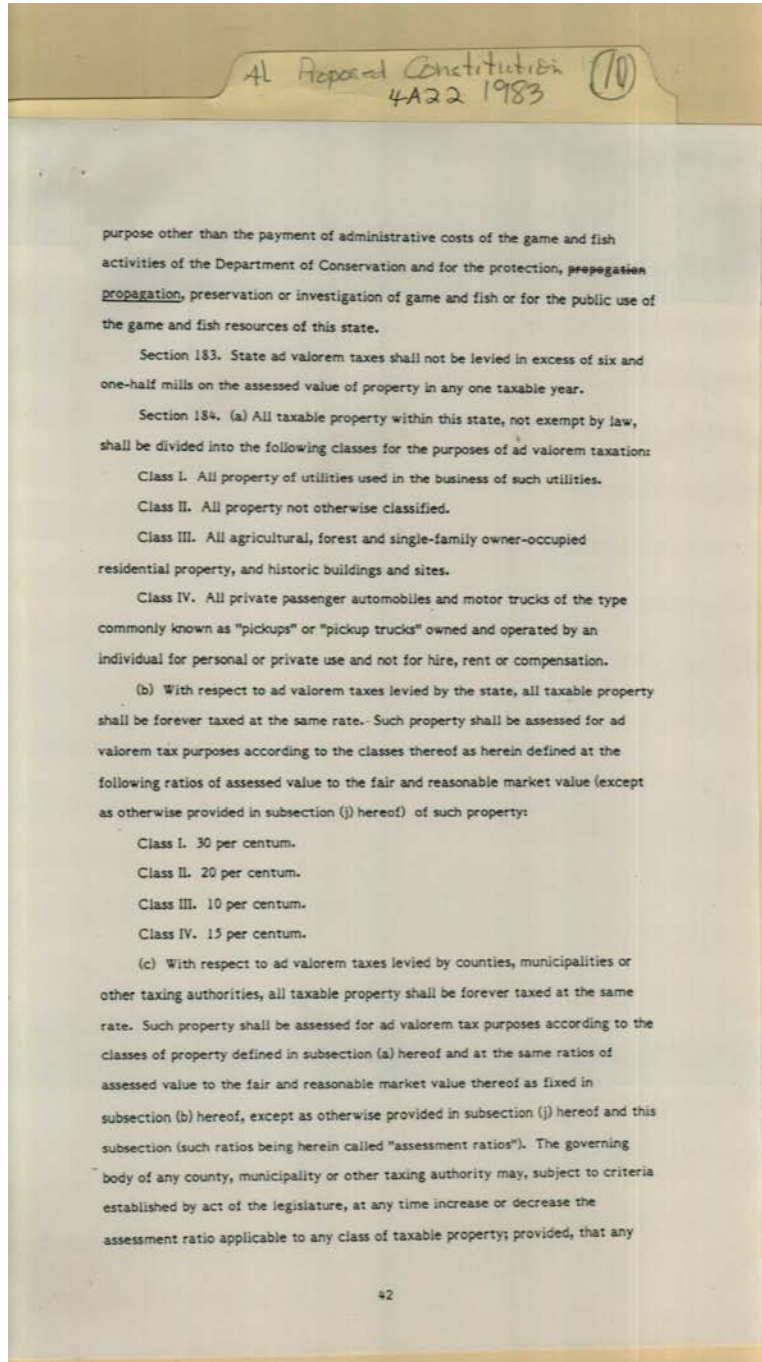 AL Proposed Constitution 10
4A22 1983
purpose other than the payment of administrative costs of the game and fish
activities of the Department of Conservation and for the protection, propogation
propagation, preservation or investigation of game and fish or for the public use of
the game and fish resources of this state.
Section 183. State ad valorem taxes shall not be levied in excess of six and
one-half mills on the assessed value of property in any one taxable year.
Section 184. (a) All taxable property within this state, not exempt by law,
shall be divided into the following classes for the purposes of ad valorem taxation:
Class I. All property of utilities used in the business of such utilities.
Class II. All property not otherwise classified.
Class III. All agricultural, forest and single-family owner-occupied
residential property, and historic buildings and sites.
Class IV. All private passenger automobiles and motor trucks of the type
commonly known as "pickups" or "pickup trucks" owned and operated by an
individual for personal or private use and not for hire, rent or compensation.
(b) With respect to ad valorem taxes levied by the state, all taxable property
shall be forever taxed at the same rate. Such property shall be assessed for ad
valorem tax purposes according to the classes thereof as herein defined at the
following ratios of assessed value to the fair and reasonable market value (except
as otherwise provided in subsection (j) hereof) of such property:
Class I. 30 per centum.
Class II. 20 per centum.
Class III. 10 per centum.
Class IV. 15 per centum.
(c) With respect to ad valorem taxes levied by counties, municipalities or
other taxing authorities, all taxable property shall be forever taxed at the same
rate. Such property shall be assessed for ad valorem tax purposes according to the
classes of property defined in subsection (a) hereof and at the same ratios of
assessed value to the fair and reasonable market value thereof as fixed in
subsection (b) hereof, except as otherwise provided in subsection (j) hereof and this
subsection (such ratios being herein called "assessment ratios"). The governing
body of any county, municipality or other taxing authority may, subject to criteria
established by act of the legislature, at any time increase or decrease the
assessment ratio applicable to any class of taxable property; provided, that any
42